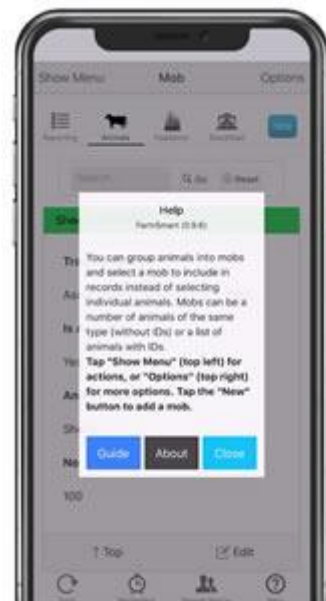 Show Menu Mob Options
Animals
NEW
Search Go Reset
Help
FarmSmart (0.9.6)
You can group animals into mobs
and select a mob to include in
records instead of selecting
individual animals. Mobs can be a
number of animals of the same
type (without IDs) or a list of
animals with IDs.
Tap "Show Menu" (top left) for
actions, or "Options" (top right)
for more options. Tap the "New"
button to add a mob.
Guide About Close
100
Top Edit